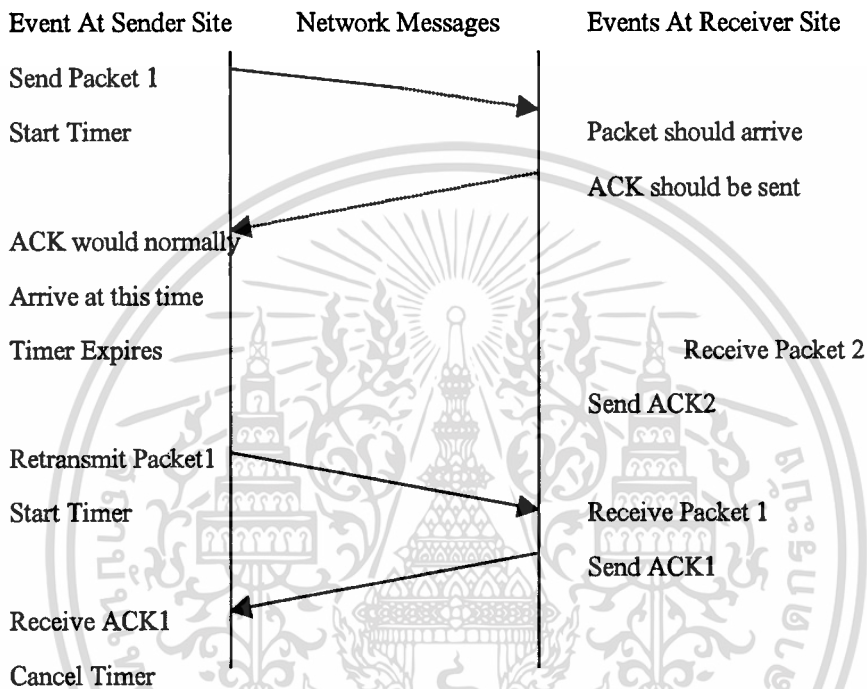 Event At Sender Site Network Messages Events At Receiver Site
Send Packet 1
Start Timer Packet should arrive
ACK should be sent
ACK would normally
Arrive at this time
Timer Expires Receive Packet 2
Send ACK2
Retransmit Packet1
Start Timer Receive Packet 1
Send ACK1
Receive ACK1
Cancel Timer